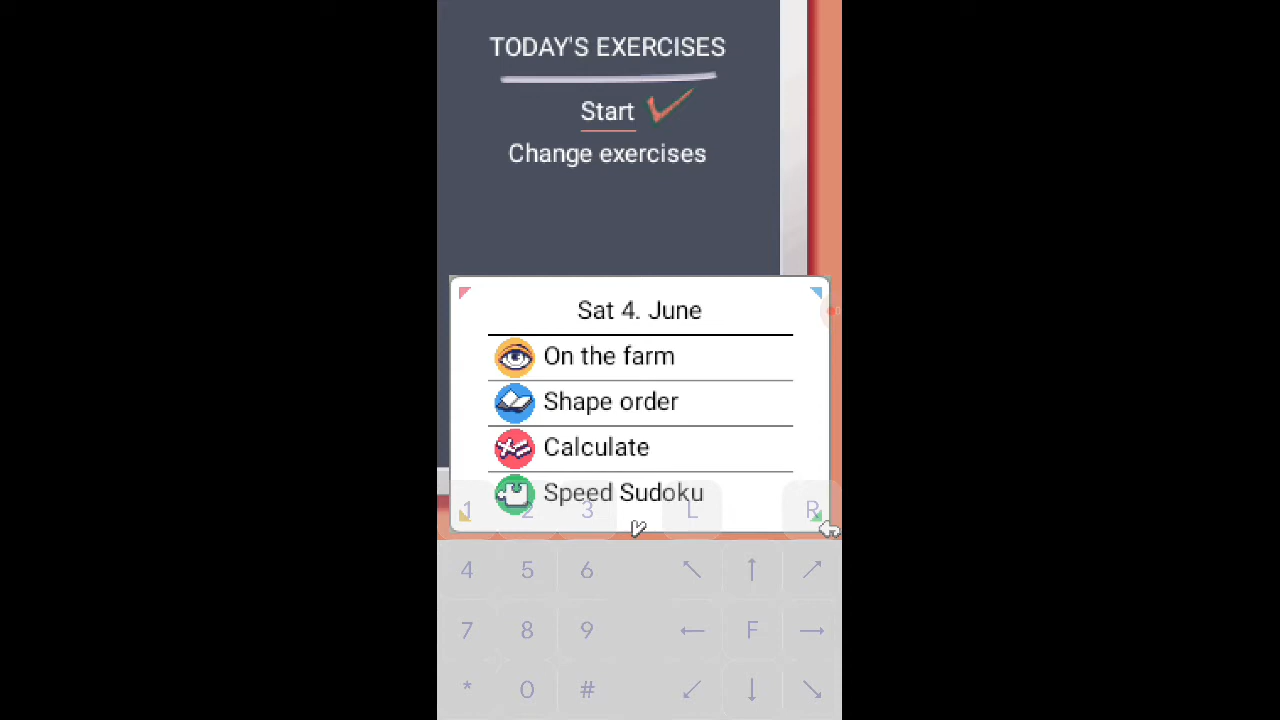 TODAY'S EXERCISES
Start
Change exercises
Sat 4. June
On the farm
Shape order
Calculate
Speed Sudoku
1 2 3 L R
4 5 6 ↖ ↑ ↗
7 8 9 ← F →
* 0 # ↙ ↓ ↘